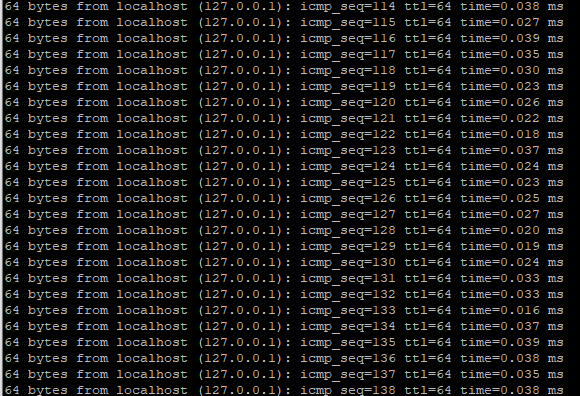 64 bytes from localhost (127.0.0.1): icmp_seq=114 ttl=64 time=0.038 ms
64 bytes from localhost (127.0.0.1): icmp_seq=115 ttl=64 time=0.027 ms
64 bytes from localhost (127.0.0.1): icmp_seq=116 ttl=64 time=0.039 ms
64 bytes from localhost (127.0.0.1): icmp_seq=117 ttl=64 time=0.035 ms
64 bytes from localhost (127.0.0.1): icmp_seq=118 ttl=64 time=0.030 ms
64 bytes from localhost (127.0.0.1): icmp_seq=119 ttl=64 time=0.023 ms
64 bytes from localhost (127.0.0.1): icmp_seq=120 ttl=64 time=0.026 ms
64 bytes from localhost (127.0.0.1): icmp_seq=121 ttl=64 time=0.022 ms
64 bytes from localhost (127.0.0.1): icmp_seq=122 ttl=64 time=0.018 ms
64 bytes from localhost (127.0.0.1): icmp_seq=123 ttl=64 time=0.037 ms
64 bytes from localhost (127.0.0.1): icmp_seq=124 ttl=64 time=0.024 ms
64 bytes from localhost (127.0.0.1): icmp_seq=125 ttl=64 time=0.023 ms
64 bytes from localhost (127.0.0.1): icmp_seq=126 ttl=64 time=0.025 ms
64 bytes from localhost (127.0.0.1): icmp_seq=127 ttl=64 time=0.027 ms
64 bytes from localhost (127.0.0.1): icmp_seq=128 ttl=64 time=0.020 ms
64 bytes from localhost (127.0.0.1): icmp_seq=129 ttl=64 time=0.019 ms
64 bytes from localhost (127.0.0.1): icmp_seq=130 ttl=64 time=0.024 ms
64 bytes from localhost (127.0.0.1): icmp_seq=131 ttl=64 time=0.033 ms
64 bytes from localhost (127.0.0.1): icmp_seq=132 ttl=64 time=0.033 ms
64 bytes from localhost (127.0.0.1): icmp_seq=133 ttl=64 time=0.016 ms
64 bytes from localhost (127.0.0.1): icmp_seq=134 ttl=64 time=0.037 ms
64 bytes from localhost (127.0.0.1): icmp_seq=135 ttl=64 time=0.039 ms
64 bytes from localhost (127.0.0.1): icmp_seq=136 ttl=64 time=0.038 ms
64 bytes from localhost (127.0.0.1): icmp_seq=137 ttl=64 time=0.035 ms
64 bytes from localhost (127.0.0.1): icmp_seq=138 ttl=64 time=0.038 ms